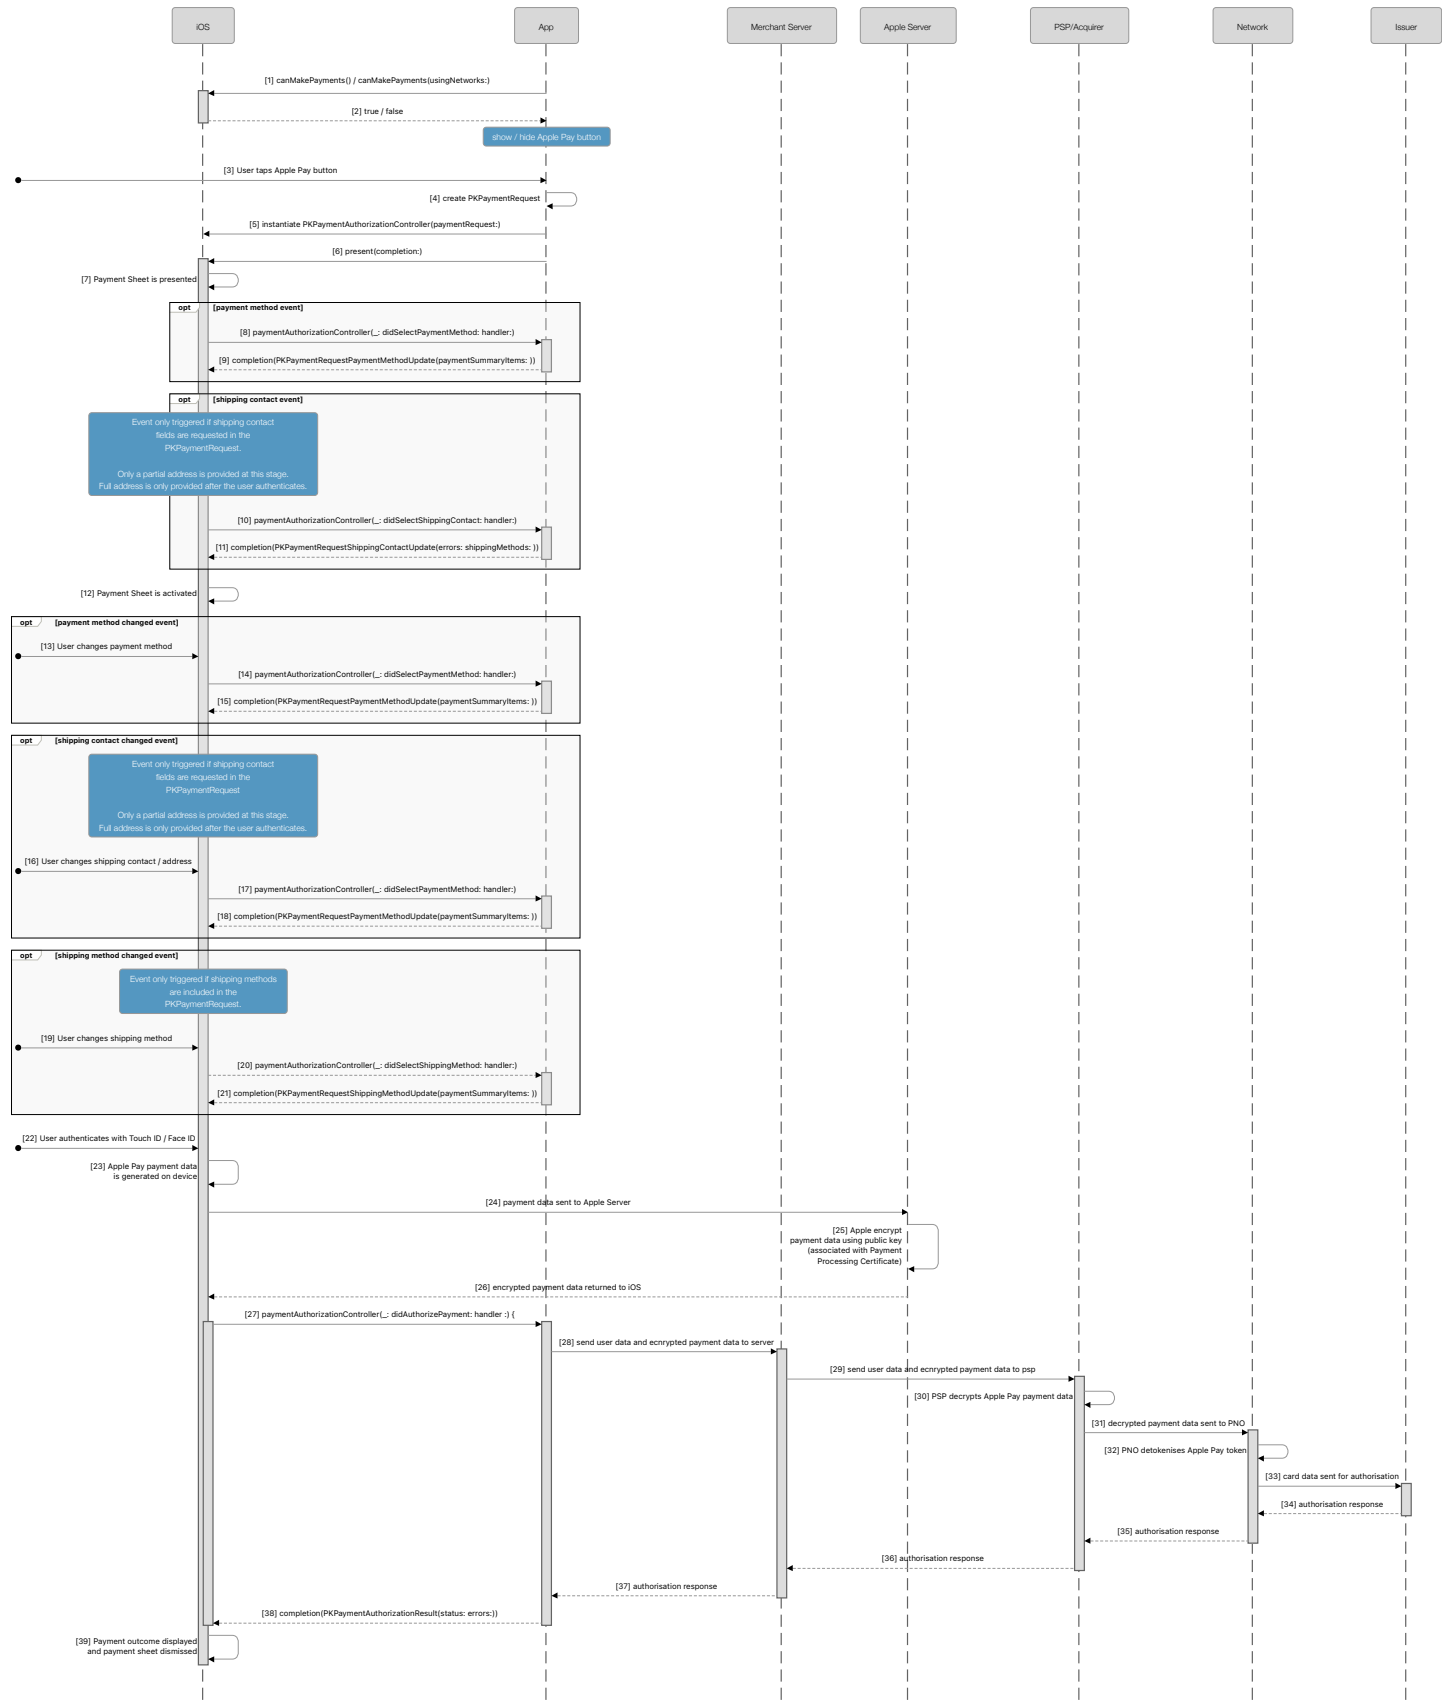 iOS
App
Merchant Server
Apple Server
PSP/Acquirer
Network
Issuer
[1] canMakePayments() / canMakePayments(usingNetworks:)
[2] true / false
show / hide Apple Pay button
[3] User taps Apple Pay button
[4] create PKPaymentRequest
[5] instantiate PKPaymentAuthorizationController(paymentRequest:)
[6] present(completion:)
[7] Payment Sheet is presented
opt [payment method event]
[8] paymentAuthorizationController(_: didSelectPaymentMethod: handler:)
[9] completion(PKPaymentRequestPaymentMethodUpdate(paymentSummaryItems: ))
opt [shipping contact event]
Event only triggered if shipping contact
fields are requested in the
PKPaymentRequest.
Only a partial address is provided at this stage.
Full address is only provided after the user authenticates.
[10] paymentAuthorizationController(_: didSelectShippingContact: handler:)
[11] completion(PKPaymentRequestShippingContactUpdate(errors: shippingMethods: ))
[12] Payment Sheet is activated
opt [payment method changed event]
[13] User changes payment method
[14] paymentAuthorizationController(_: didSelectPaymentMethod: handler:)
[15] completion(PKPaymentRequestPaymentMethodUpdate(paymentSummaryItems: ))
opt [shipping contact changed event]
Event only triggered if shipping contact
fields are requested in the
PKPaymentRequest
Only a partial address is provided at this stage.
Full address is only provided after the user authenticates.
[16] User changes shipping contact / address
[17] paymentAuthorizationController(_: didSelectPaymentMethod: handler:)
[18] completion(PKPaymentRequestPaymentMethodUpdate(paymentSummaryItems: ))
opt [shipping method changed event]
Event only triggered if shipping methods
are included in the
PKPaymentRequest.
[19] User changes shipping method
[20] paymentAuthorizationController(_: didSelectShippingMethod: handler:)
[21] completion(PKPaymentRequestShippingMethodUpdate(paymentSummaryItems: ))
[22] User authenticates with Touch ID / Face ID
[23] Apple Pay payment data
is generated on device
[24] payment data sent to Apple Server
[25] Apple encrypt
payment data using public key
(associated with Payment
Processing Certificate)
[26] encrypted payment data returned to iOS
[27] paymentAuthorizationController(_: didAuthorizePayment: handler :) {
[28] send user data and ecnrypted payment data to server
[29] send user data and ecnrypted payment data to psp
[30] PSP decrypts Apple Pay payment data
[31] decrypted payment data sent to PNO
[32] PNO detokenises Apple Pay token
[33] card data sent for authorisation
[34] authorisation response
[35] authorisation response
[36] authorisation response
[37] authorisation response
[38] completion(PKPaymentAuthorizationResult(status: errors:))
[39] Payment outcome displayed
and payment sheet dismissed